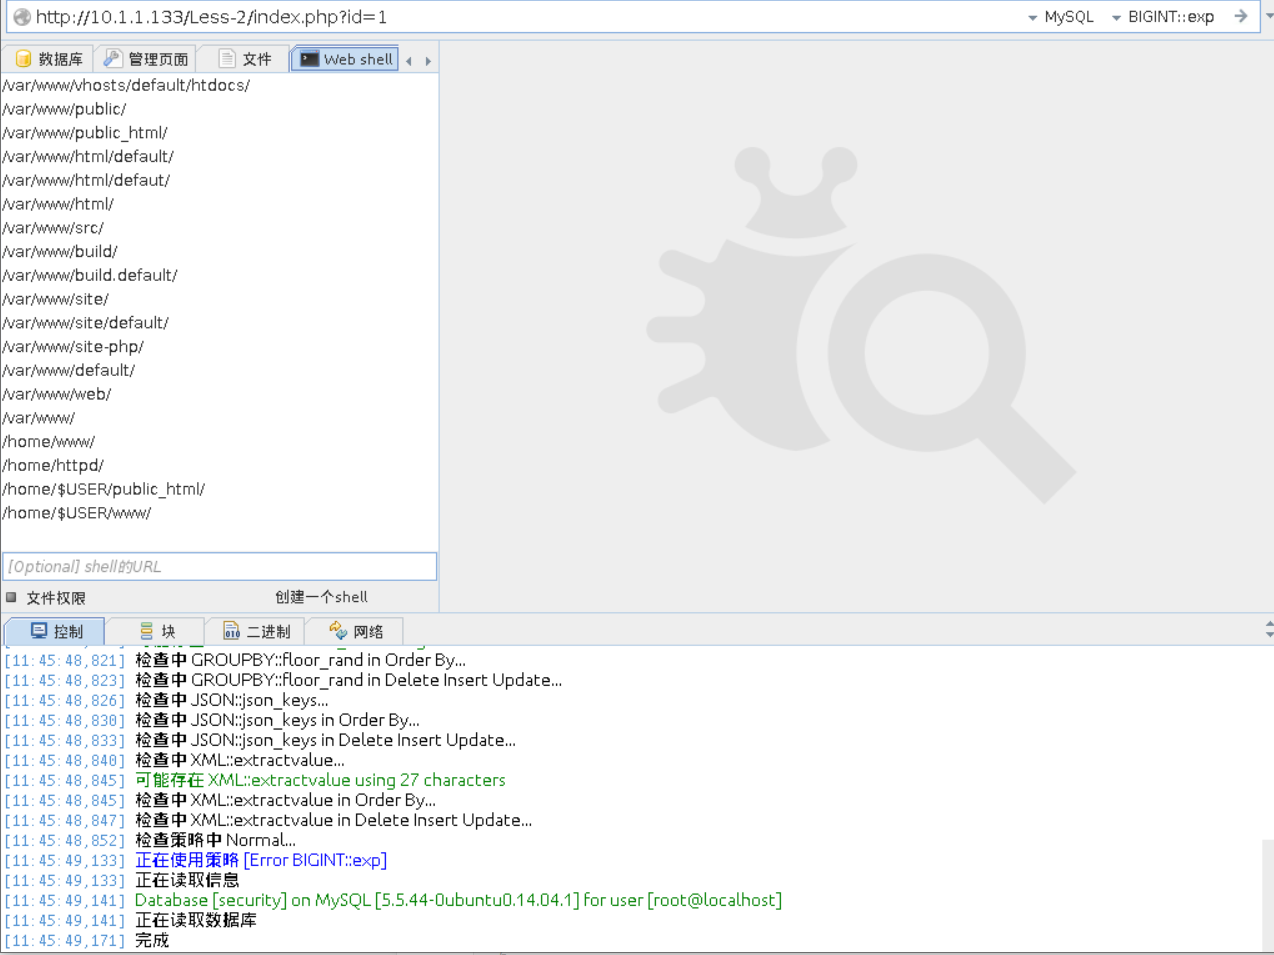 http://10.1.1.133/Less-2/index.php?id=1
MySQL
BIGINT::exp
数据库
管理页面
文件
Web shell
/var/www/vhosts/default/htdocs/
/var/www/public/
/var/www/public_html/
/var/www/html/default/
/var/www/html/defaut/
/var/www/html/
/var/www/src/
/var/www/build/
/var/www/build.default/
/var/www/site/
/var/www/site/default/
/var/www/site-php/
/var/www/default/
/var/www/web/
/var/www/
/home/www/
/home/httpd/
/home/$USER/public_html/
/home/$USER/www/
[Optional] shell的URL
文件权限
创建一个shell
控制
块
二进制
网络
[11:45:48,821] 检查中 GROUPBY::floor_rand in Order By...
[11:45:48,823] 检查中 GROUPBY::floor_rand in Delete Insert Update...
[11:45:48,826] 检查中 JSON::json_keys...
[11:45:48,830] 检查中 JSON::json_keys in Order By...
[11:45:48,833] 检查中 JSON::json_keys in Delete Insert Update...
[11:45:48,840] 检查中 XML::extractvalue...
[11:45:48,845] 可能存在 XML::extractvalue using 27 characters
[11:45:48,845] 检查中 XML::extractvalue in Order By...
[11:45:48,847] 检查中 XML::extractvalue in Delete Insert Update...
[11:45:48,852] 检查策略中 Normal...
[11:45:49,133] 正在使用策略 [Error BIGINT::exp]
[11:45:49,133] 正在读取信息
[11:45:49,141] Database [security] on MySQL [5.5.44-0ubuntu0.14.04.1] for user [root@localhost]
[11:45:49,141] 正在读取数据库
[11:45:49,171] 完成